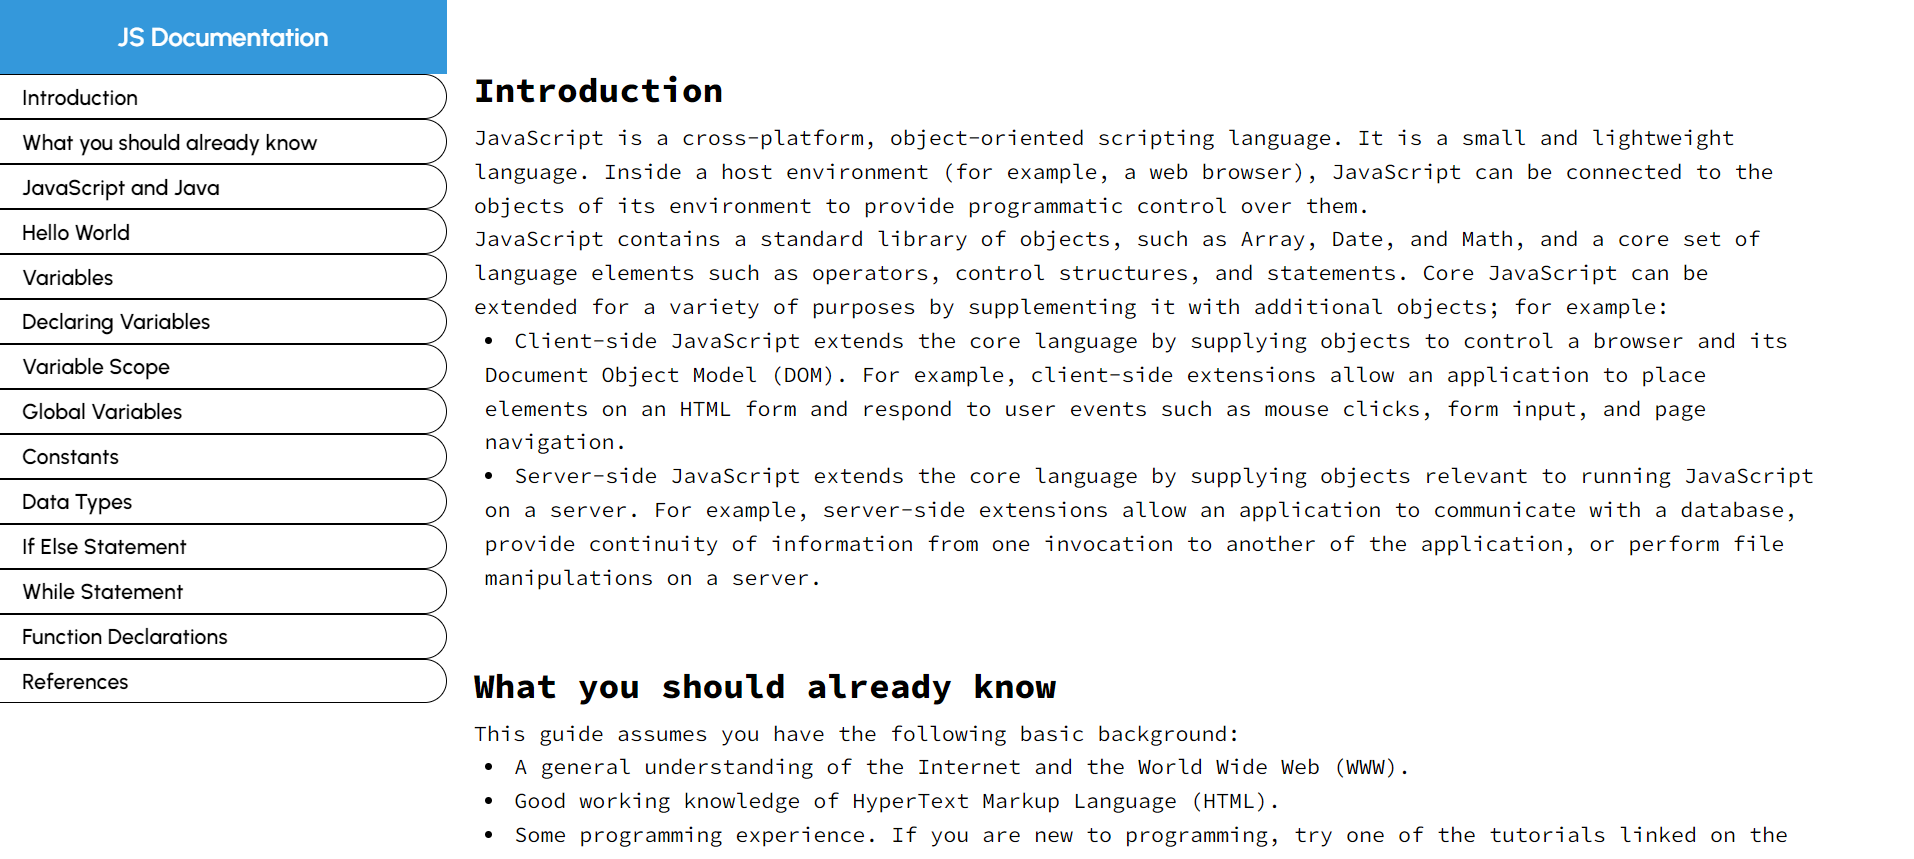 JS Documentation
Introduction
What you should already know
JavaScript and Java
Hello World
Variables
Declaring Variables
Variable Scope
Global Variables
Constants
Data Types
If Else Statement
While Statement
Function Declarations
References
Introduction
JavaScript is a cross-platform, object-oriented scripting language. It is a small and lightweight
language. Inside a host environment (for example, a web browser), JavaScript can be connected to the
objects of its environment to provide programmatic control over them.
JavaScript contains a standard library of objects, such as Array, Date, and Math, and a core set of
language elements such as operators, control structures, and statements. Core JavaScript can be
extended for a variety of purposes by supplementing it with additional objects; for example:
• Client-side JavaScript extends the core language by supplying objects to control a browser and its
Document Object Model (DOM). For example, client-side extensions allow an application to place
elements on an HTML form and respond to user events such as mouse clicks, form input, and page
navigation.
• Server-side JavaScript extends the core language by supplying objects relevant to running JavaScript
on a server. For example, server-side extensions allow an application to communicate with a database,
provide continuity of information from one invocation to another of the application, or perform file
manipulations on a server.
What you should already know
This guide assumes you have the following basic background:
• A general understanding of the Internet and the World Wide Web (WWW).
• Good working knowledge of HyperText Markup Language (HTML).
• Some programming experience. If you are new to programming, try one of the tutorials linked on the